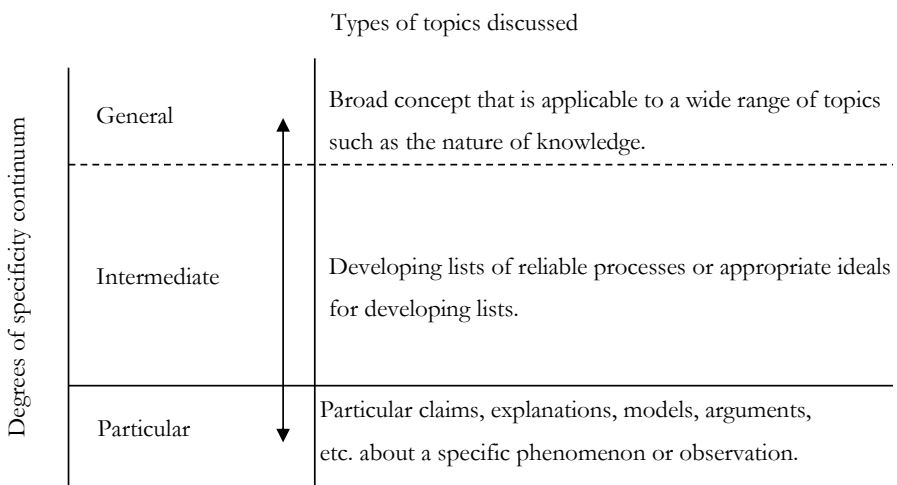 Types of topics discussed
Degrees of specificity continuum
General
Broad concept that is applicable to a wide range of topics
such as the nature of knowledge.
Intermediate
Developing lists of reliable processes or appropriate ideals
for developing lists.
Particular
Particular claims, explanations, models, arguments,
etc. about a specific phenomenon or observation.